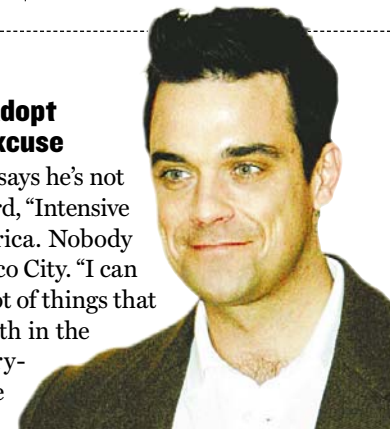 dopt
xcuse
says he's not
rd, “Intensive
rica. Nobody
co City. “I can
ot of things that
th in the
ry-
e